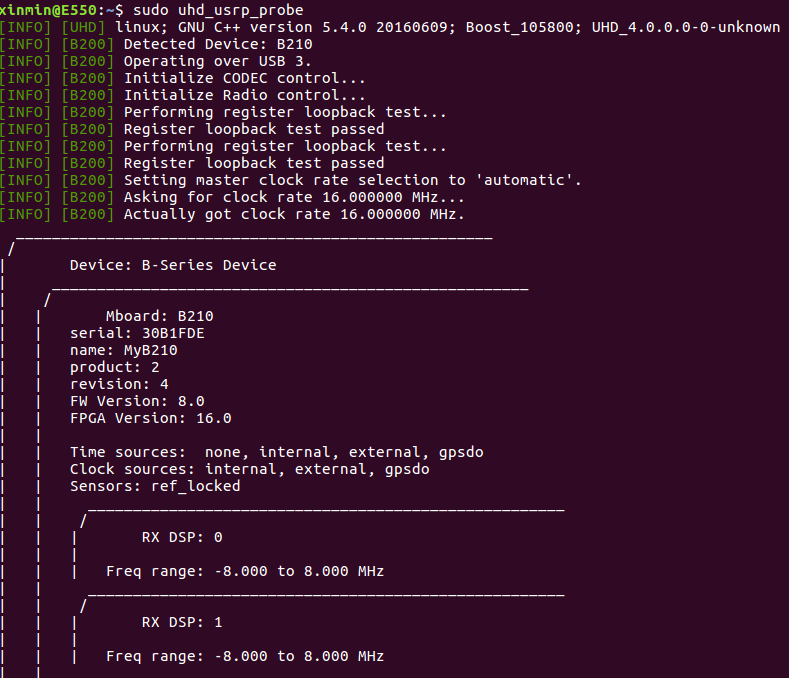 xinmin@E550:~$ sudo uhd_usrp_probe
[INFO] [UHD] linux; GNU C++ version 5.4.0 20160609; Boost_105800; UHD_4.0.0.0-0-unknown
[INFO] [B200] Detected Device: B210
[INFO] [B200] Operating over USB 3.
[INFO] [B200] Initialize CODEC control...
[INFO] [B200] Initialize Radio control...
[INFO] [B200] Performing register loopback test...
[INFO] [B200] Register loopback test passed
[INFO] [B200] Performing register loopback test...
[INFO] [B200] Register loopback test passed
[INFO] [B200] Setting master clock rate selection to 'automatic'.
[INFO] [B200] Asking for clock rate 16.000000 MHz...
[INFO] [B200] Actually got clock rate 16.000000 MHz.
  _____________________________________________________
 /
|       Device: B-Series Device
|     _____________________________________________________
|    /
|   |       Mboard: B210
|   |   serial: 30B1FDE
|   |   name: MyB210
|   |   product: 2
|   |   revision: 4
|   |   FW Version: 8.0
|   |   FPGA Version: 16.0
|   |
|   |   Time sources:  none, internal, external, gpsdo
|   |   Clock sources: internal, external, gpsdo
|   |   Sensors: ref_locked
|   |     _____________________________________________________
|   |    /
|   |   |       RX DSP: 0
|   |   |
|   |   |   Freq range: -8.000 to 8.000 MHz
|   |     _____________________________________________________
|   |    /
|   |   |       RX DSP: 1
|   |   |
|   |   |   Freq range: -8.000 to 8.000 MHz
|   |